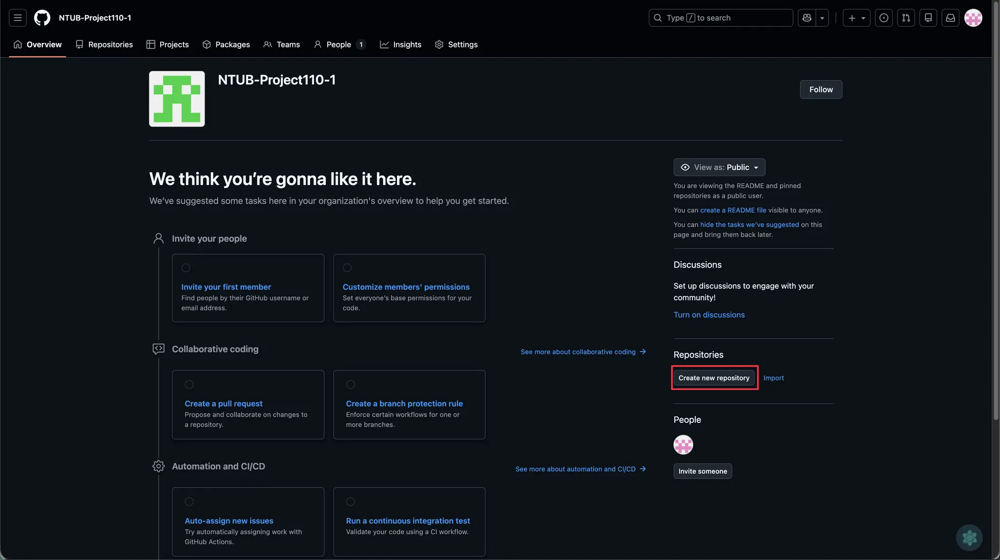 NTUB-Project110-1
Type / to search
Overview
Repositories
Projects
Packages
Teams
People 1
Insights
Settings
NTUB-Project110-1
Follow
We think you’re gonna like it here.
We’ve suggested some tasks here in your organization's overview to help you get started.
Invite your people
Invite your first member
Find people by their GitHub username or
email address.
Customize members' permissions
Set everyone’s base permissions for your
code.
Collaborative coding
See more about collaborative coding →
Create a pull request
Propose and collaborate on changes to
a repository.
Create a branch protection rule
Enforce certain workflows for one or
more branches.
Automation and CI/CD
See more about automation and CI/CD →
Auto-assign new issues
Try automatically assigning work with
GitHub Actions.
Run a continuous integration test
Validate your code using a CI workflow.
View as: Public
You are viewing the README and pinned
repositories as a public user.
You can create a README file visible to anyone.
You can hide the tasks we've suggested on this
page and bring them back later.
Discussions
Set up discussions to engage with your
community!
Turn on discussions
Repositories
Create new repository
Import
People
Invite someone